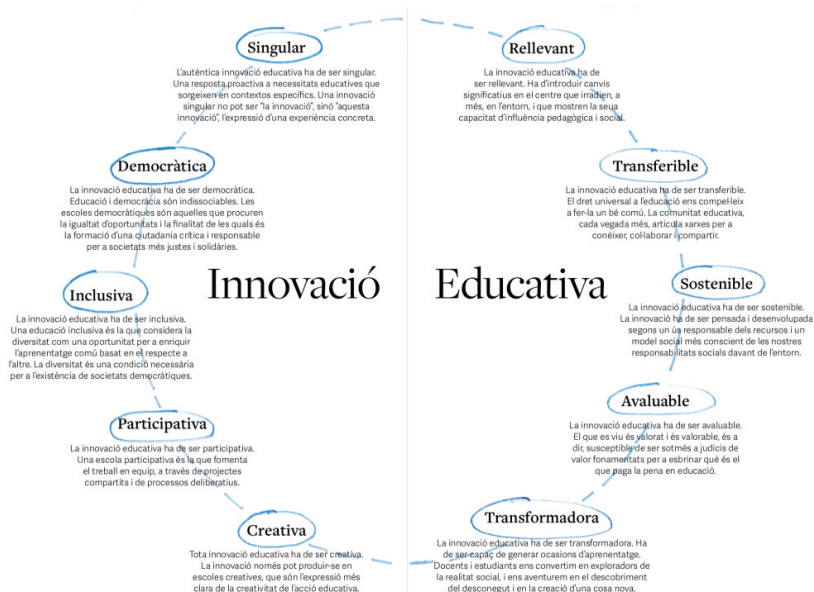 Singular
L'autèntica innovació educativa ha de ser singular.
Una resposta proactiva a necessitats educatives que
sorgeixen en contextos específics. Una innovació
singular no pot ser "la innovació", sinó "aquesta
innovació", l'expressió d'una experiència concreta.
Democràtica
La innovació educativa ha de ser democràtica.
Educació i democràcia són indissociables. Les
escoles democràtiques són aquelles que procuren
la igualtat d'oportunitats i la finalitat de les quals és
la formació d'una ciutadania crítica i responsable
per a societats més justes i solidàries.
Inclusiva
La innovació educativa ha de ser inclusiva.
Una educació inclusiva és la que considera la
diversitat com una oportunitat per a enriquir
l'aprenentatge comú basat en el respecte a
l'altre. La diversitat és una condició necessària
per a l'existència de societats democràtiques.
Participativa
La innovació educativa ha de ser participativa.
Una escola participativa és la que fomenta
el treball en equip, a través de projectes
compartits i de processos deliberatius.
Creativa
Tota innovació educativa ha de ser creativa.
La innovació només pot produir-se en
escoles creatives, que són l'expressió més
clara de la creativitat de l'acció educativa.
Innovació Educativa
Rellevant
La innovació educativa ha de
ser rellevant. Ha d'introduir canvis
significatius en el centre que irradien, a
més, en l'entorn, i que mostren la seua
capacitat d'influència pedagògica i social.
Transferible
La innovació educativa ha de ser transferible.
El dret universal a l'educació ens compel·leix
a fer-la un bé comú. La comunitat educativa,
cada vegada més, articula xarxes per a
conéixer, col·laborar i compartir.
Sostenible
La innovació educativa ha de ser sostenible.
La innovació ha de ser pensada i desenvolupada
segons un ús responsable dels recursos i un
model social més conscient de les nostres
responsabilitats socials davant de l'entorn.
Avaluable
La innovació educativa ha de ser avaluable.
El que es viu és valorat i és valorable, és a
dir, susceptible de ser sotmés a judicis de
valor fonamentats per a esbrinar què és el
que paga la pena en educació.
Transformadora
La innovació educativa ha de ser transformadora. Ha
de ser capaç de generar ocasions d'aprenentatge.
Docents i estudiants ens convertim en exploradors de
la realitat social, i ens aventurem en el descobriment
del desconegut i en la creació d'una cosa nova.